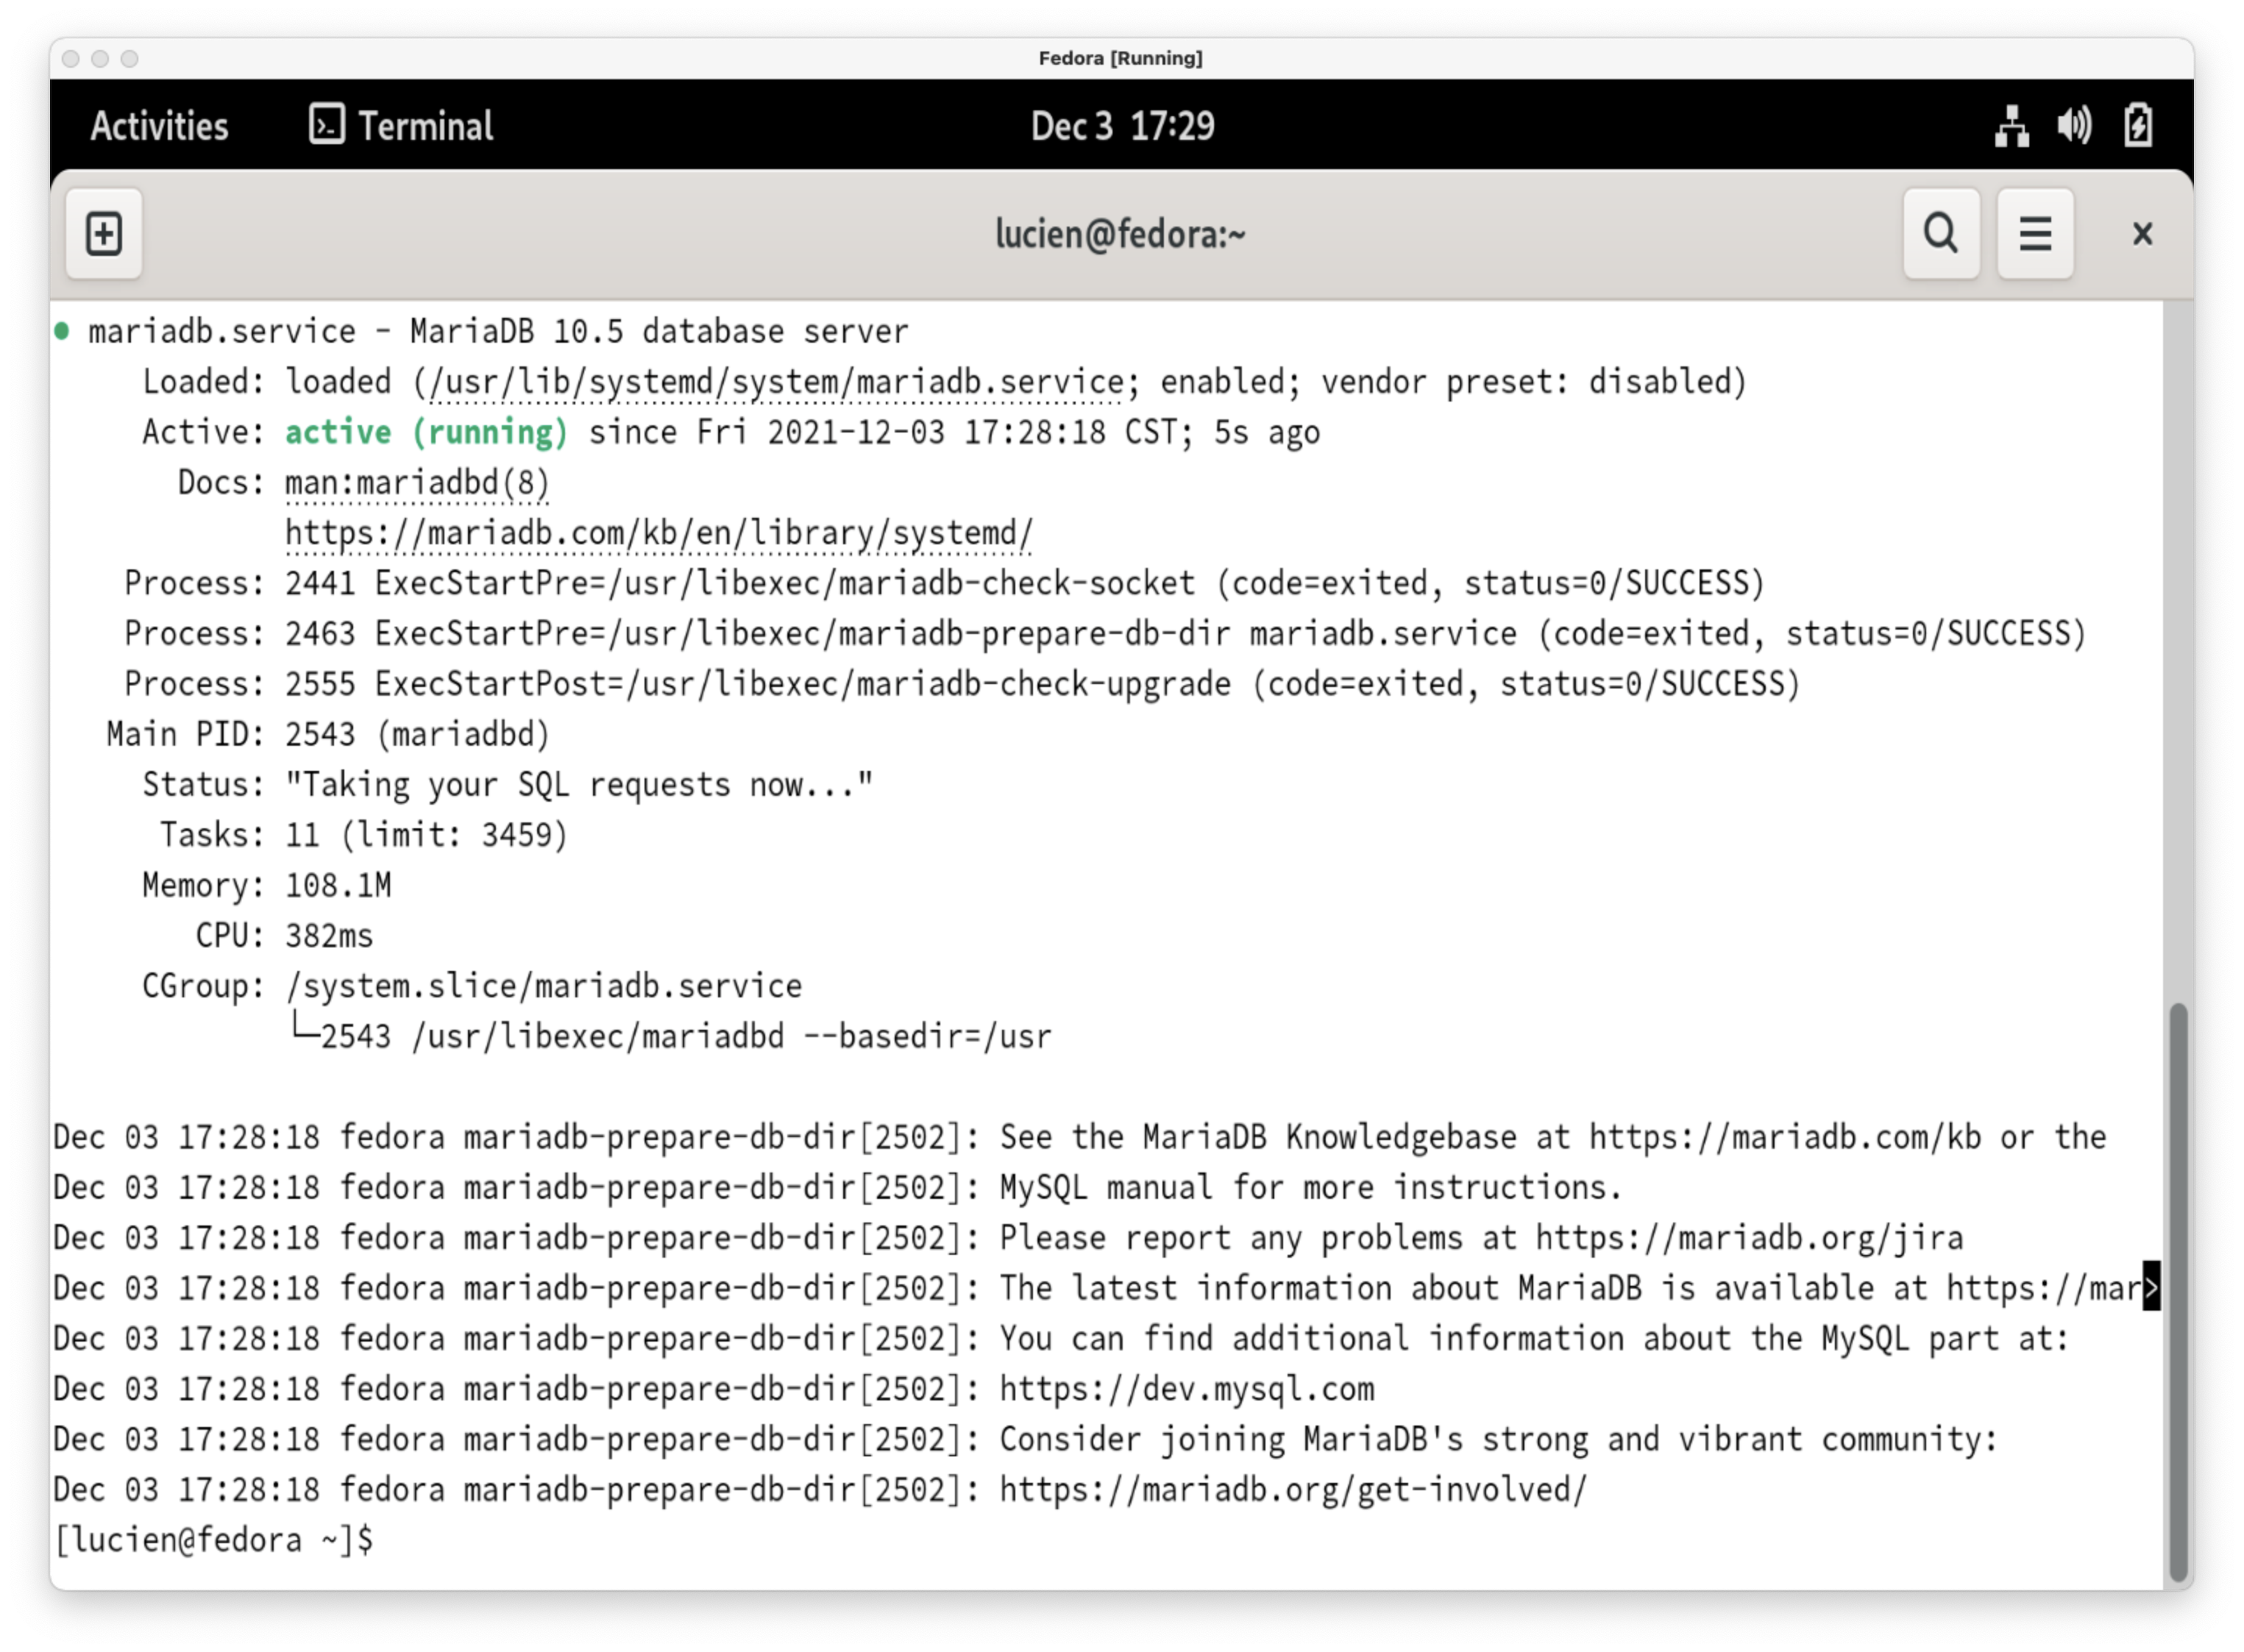 Fedora [Running]
Activities Terminal Dec 3 17:29
lucien@fedora:~
● mariadb.service - MariaDB 10.5 database server
     Loaded: loaded (/usr/lib/systemd/system/mariadb.service; enabled; vendor preset: disabled)
     Active: active (running) since Fri 2021-12-03 17:28:18 CST; 5s ago
       Docs: man:mariadbd(8)
             https://mariadb.com/kb/en/library/systemd/
    Process: 2441 ExecStartPre=/usr/libexec/mariadb-check-socket (code=exited, status=0/SUCCESS)
    Process: 2463 ExecStartPre=/usr/libexec/mariadb-prepare-db-dir mariadb.service (code=exited, status=0/SUCCESS)
    Process: 2555 ExecStartPost=/usr/libexec/mariadb-check-upgrade (code=exited, status=0/SUCCESS)
   Main PID: 2543 (mariadbd)
     Status: "Taking your SQL requests now..."
      Tasks: 11 (limit: 3459)
     Memory: 108.1M
        CPU: 382ms
     CGroup: /system.slice/mariadb.service
             └─2543 /usr/libexec/mariadbd --basedir=/usr
Dec 03 17:28:18 fedora mariadb-prepare-db-dir[2502]: See the MariaDB Knowledgebase at https://mariadb.com/kb or the
Dec 03 17:28:18 fedora mariadb-prepare-db-dir[2502]: MySQL manual for more instructions.
Dec 03 17:28:18 fedora mariadb-prepare-db-dir[2502]: Please report any problems at https://mariadb.org/jira
Dec 03 17:28:18 fedora mariadb-prepare-db-dir[2502]: The latest information about MariaDB is available at https://mar>
Dec 03 17:28:18 fedora mariadb-prepare-db-dir[2502]: You can find additional information about the MySQL part at:
Dec 03 17:28:18 fedora mariadb-prepare-db-dir[2502]: https://dev.mysql.com
Dec 03 17:28:18 fedora mariadb-prepare-db-dir[2502]: Consider joining MariaDB's strong and vibrant community:
Dec 03 17:28:18 fedora mariadb-prepare-db-dir[2502]: https://mariadb.org/get-involved/
[lucien@fedora ~]$